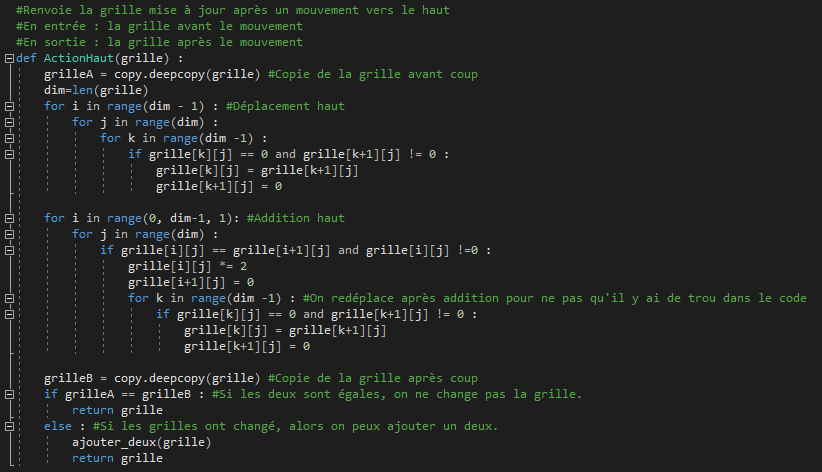 #Renvoie la grille mise à jour après un mouvement vers le haut
#En entrée : la grille avant le mouvement
#En sortie : la grille après le mouvement
def ActionHaut(grille) :
    grilleA = copy.deepcopy(grille) #Copie de la grille avant coup
    dim=len(grille)
    for i in range(dim - 1) : #Déplacement haut
        for j in range(dim) :
            for k in range(dim -1) :
                if grille[k][j] == 0 and grille[k+1][j] != 0 :
                    grille[k][j] = grille[k+1][j]
                    grille[k+1][j] = 0
    for i in range(0, dim-1, 1): #Addition haut
        for j in range(dim) :
            if grille[i][j] == grille[i+1][j] and grille[i][j] !=0 :
                grille[i][j] *= 2
                grille[i+1][j] = 0
                for k in range(dim -1) : #On redéplace après addition pour ne pas qu'il y ai de trou dans le code
                    if grille[k][j] == 0 and grille[k+1][j] != 0 :
                        grille[k][j] = grille[k+1][j]
                        grille[k+1][j] = 0
    grilleB = copy.deepcopy(grille) #Copie de la grille après coup
    if grilleA == grilleB : #Si les deux sont égales, on ne change pas la grille.
        return grille
    else : #Si les grilles ont changé, alors on peux ajouter un deux.
        ajouter_deux(grille)
        return grille